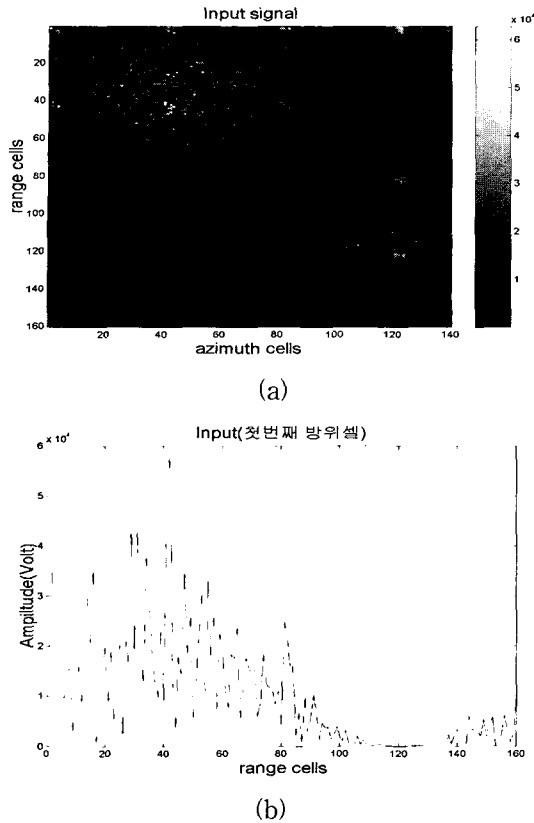 Input signal
x 10⁴
20
40
60
80
100
120
140
160
range cells
20 40 60 80 100 120 140
azimuth cells
6
5
4
3
2
1
(a)
Input(첫번째 방위셀)
x 10⁴
6
5
4
3
2
1
0
Ampiltude(Volt)
0 20 40 60 80 100 120 140 160
range cells
(b)